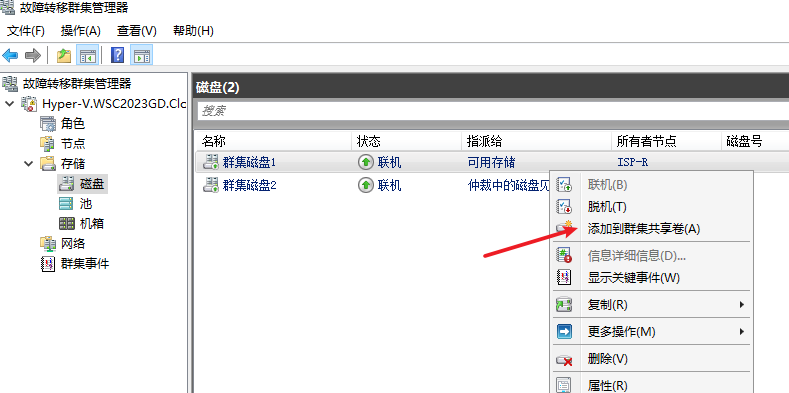 故障转移群集管理器
文件(F) 操作(A) 查看(V) 帮助(H)
故障转移群集管理器
Hyper-V.WSC2023GD.Clc
角色
节点
存储
磁盘
池
机箱
网络
群集事件
磁盘(2)
搜索
名称 状态 指派给 所有者节点 磁盘号
群集磁盘1 联机 可用存储 ISP-R
群集磁盘2 联机 仲裁中的磁盘见
联机(B)
脱机(T)
添加到群集共享卷(A)
信息详细信息(D)...
显示关键事件(W)
复制(R)
更多操作(M)
删除(V)
属性(R)